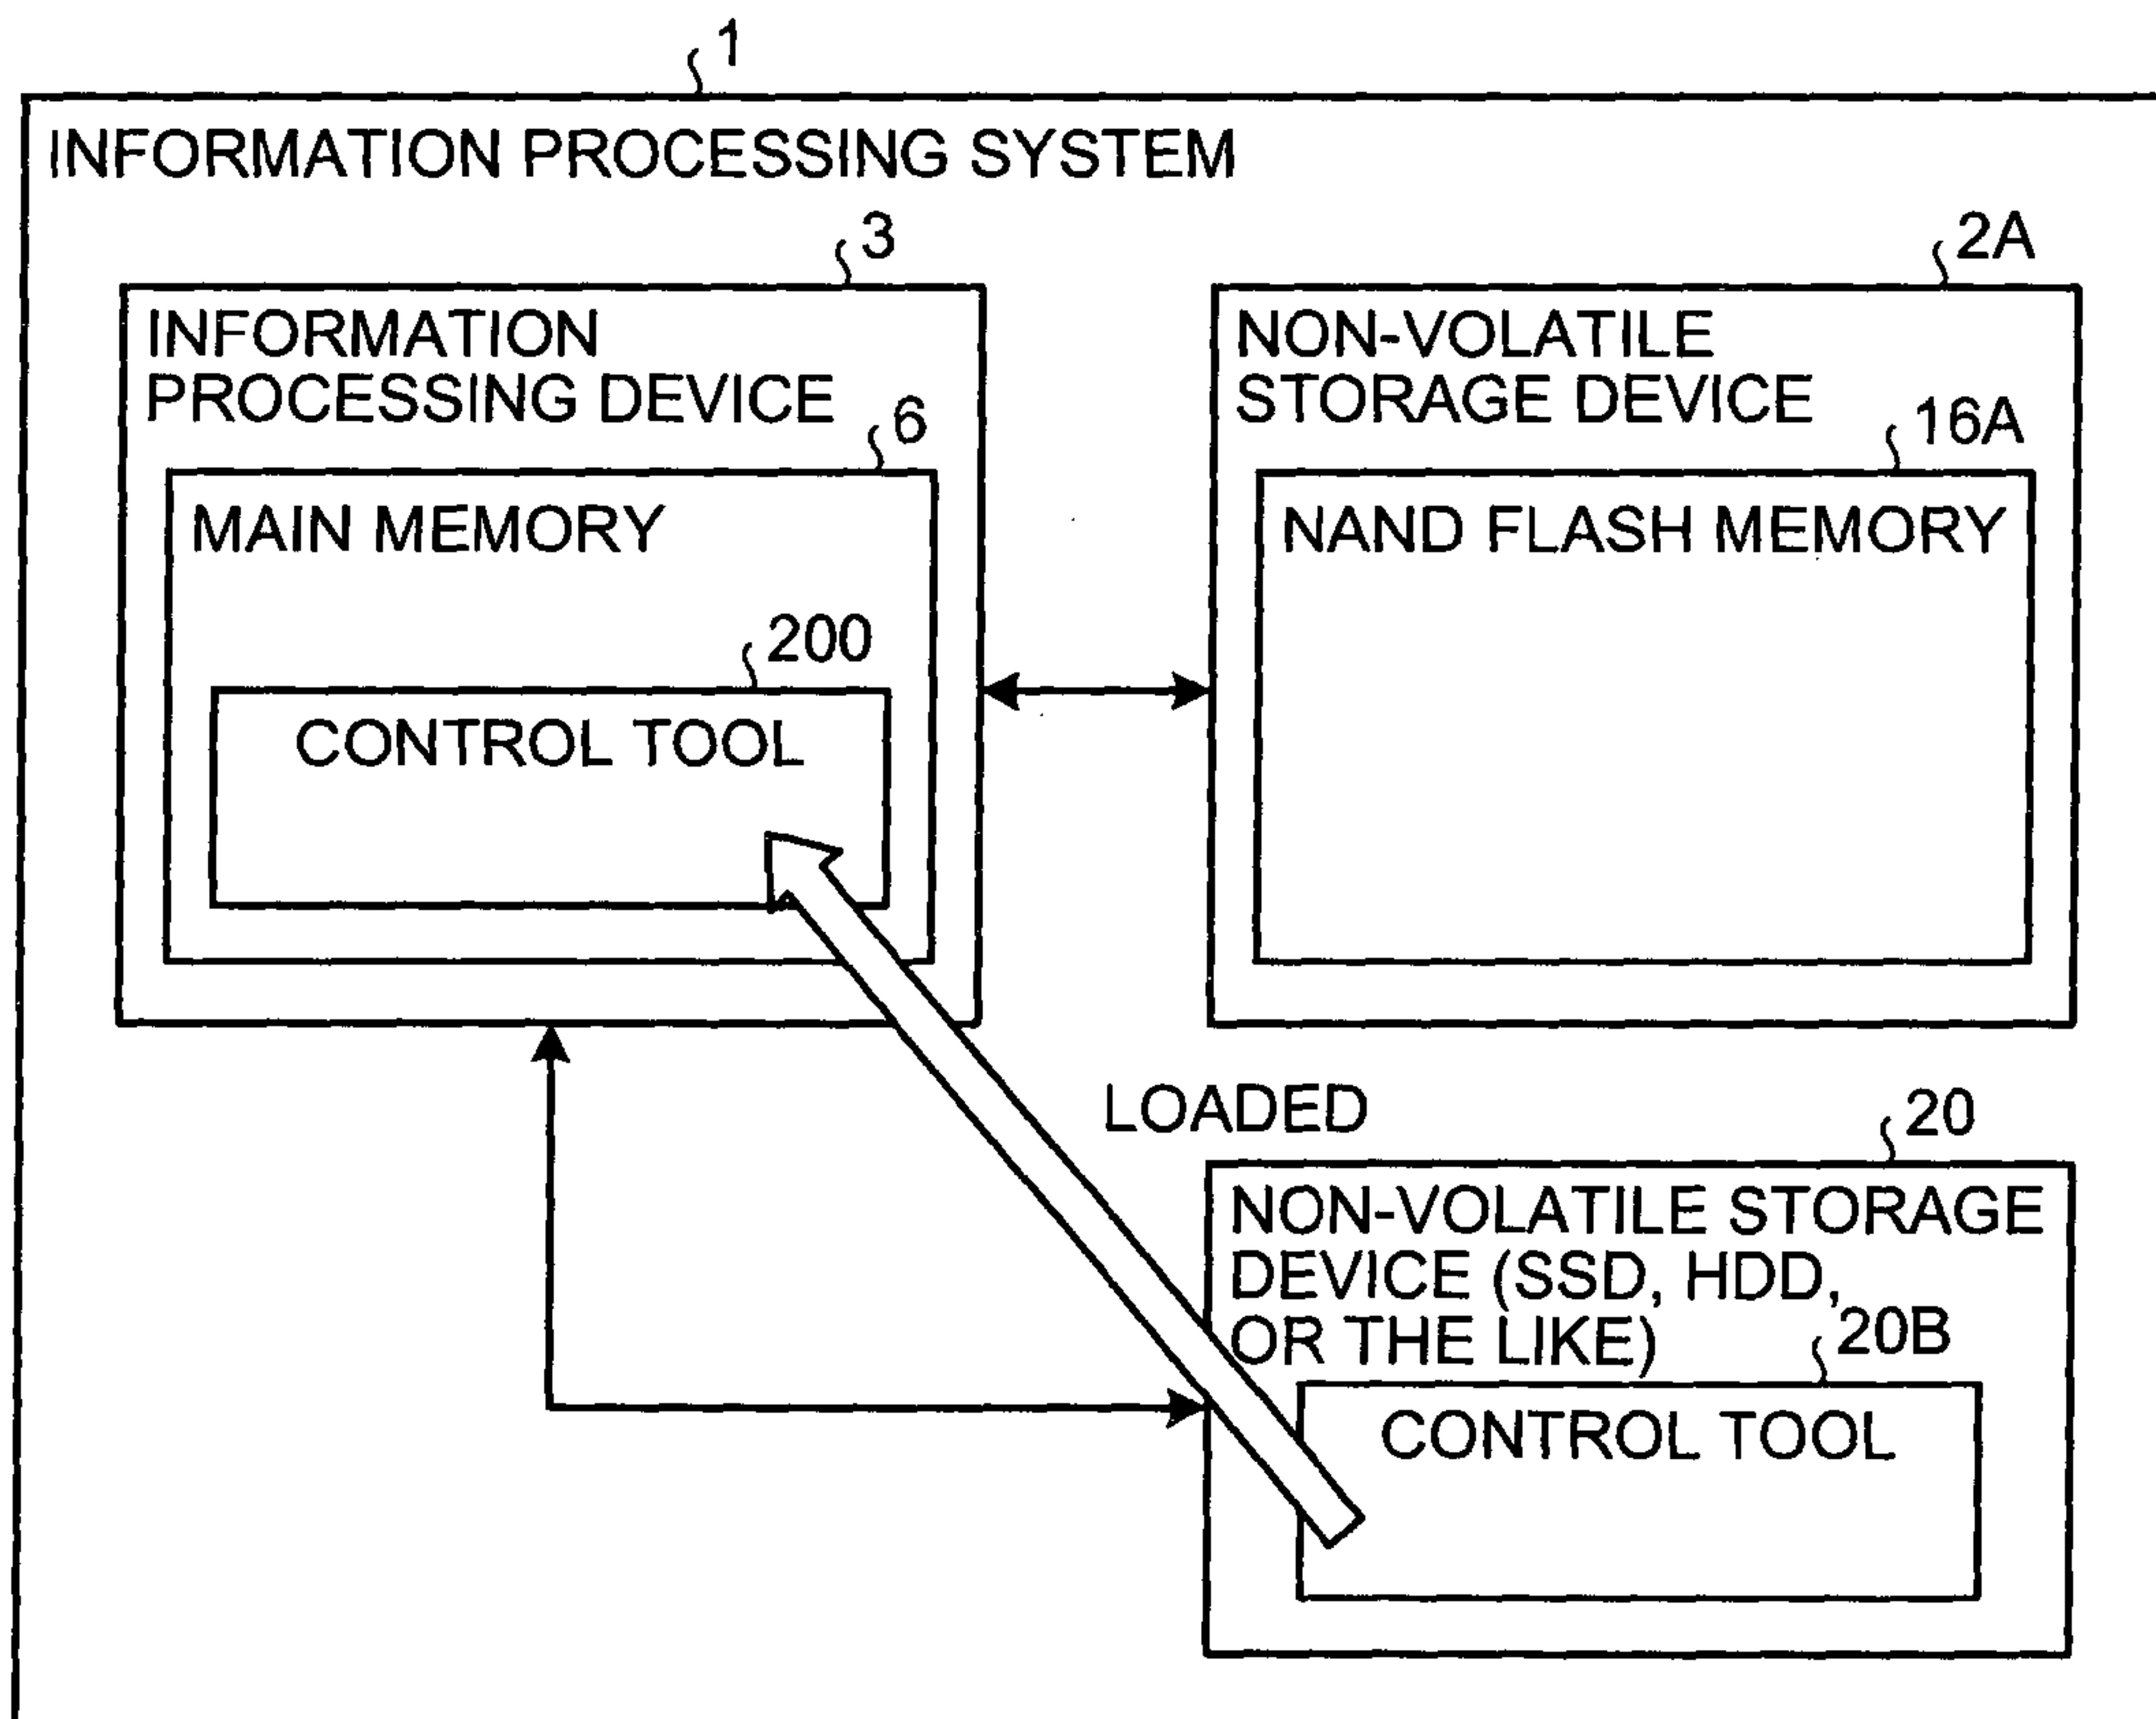 1
INFORMATION PROCESSING SYSTEM
3
INFORMATION
PROCESSING DEVICE
6
MAIN MEMORY
200
CONTROL TOOL
2A
NON-VOLATILE
STORAGE DEVICE
16A
NAND FLASH MEMORY
LOADED
20
NON-VOLATILE STORAGE
DEVICE (SSD, HDD,
OR THE LIKE)
20B
CONTROL TOOL